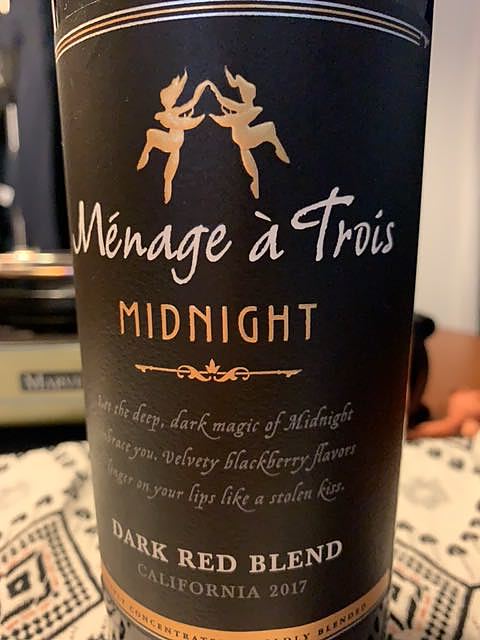 Ménage à Trois
MIDNIGHT
Let the deep, dark magic of Midnight
embrace you. Velvety blackberry flavors
linger on your lips like a stolen kiss.
DARK RED BLEND
CALIFORNIA 2017
BLENDED